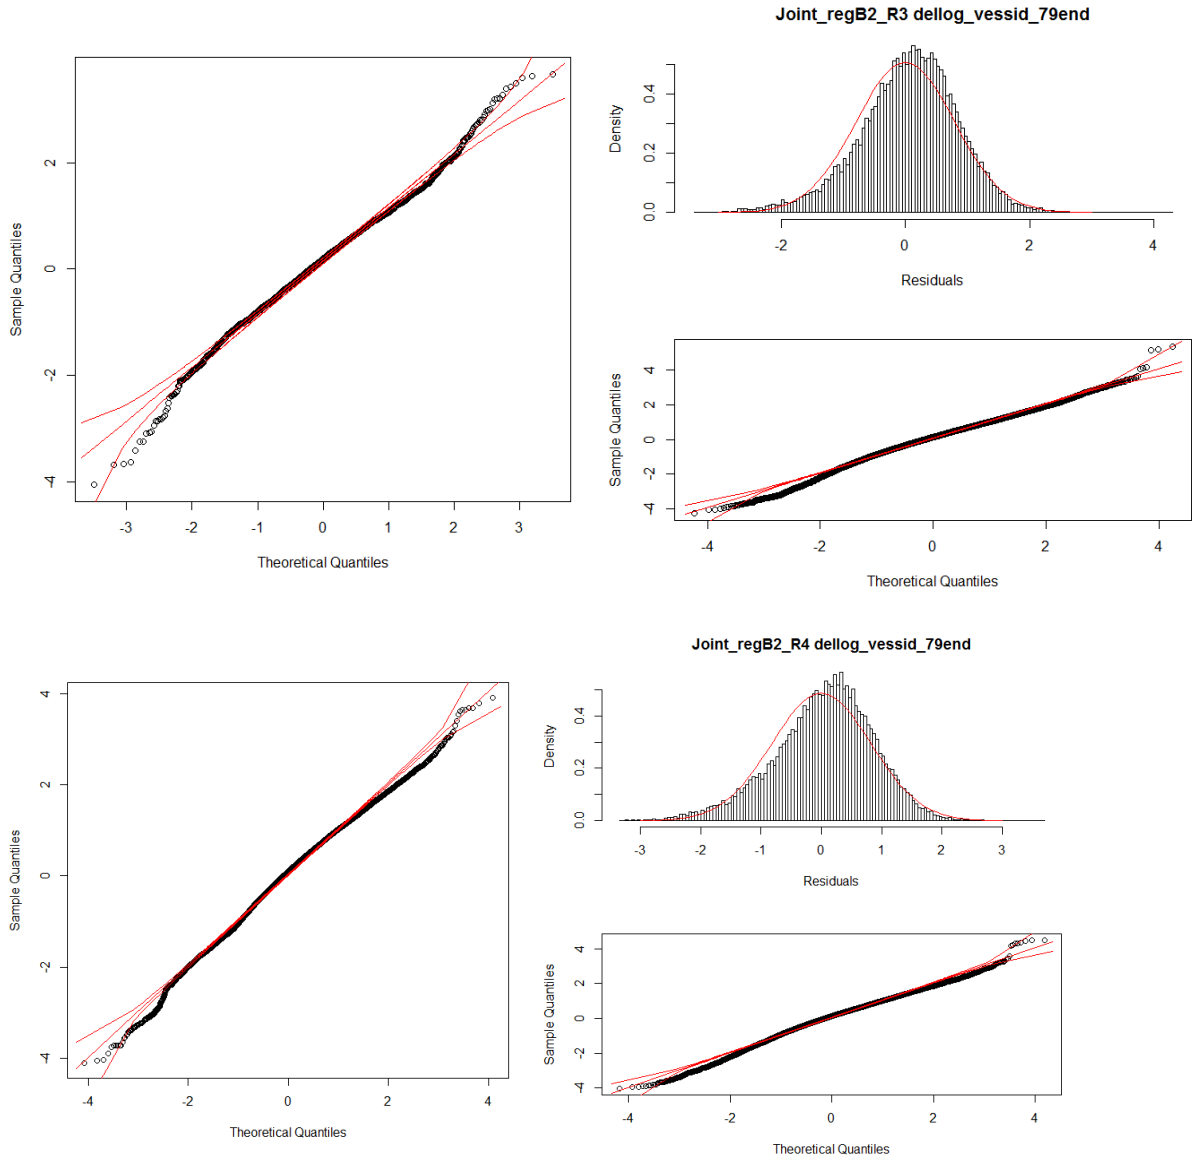 Joint_regB2_R3 dellog_vessid_79end
Sample Quantiles
2
0
-2
-4
-3 -2 -1 0 1 2 3
Theoretical Quantiles
Density
0.4
0.2
0.0
-2 0 2 4
Residuals
Sample Quantiles
4
2
0
-2
-4
-4 -2 0 2 4
Theoretical Quantiles
Joint_regB2_R4 dellog_vessid_79end
Sample Quantiles
4
2
0
-2
-4
-4 -2 0 2 4
Theoretical Quantiles
Density
0.4
0.2
0.0
-3 -2 -1 0 1 2 3
Residuals
Sample Quantiles
4
2
0
-2
-4
-4 -2 0 2 4
Theoretical Quantiles